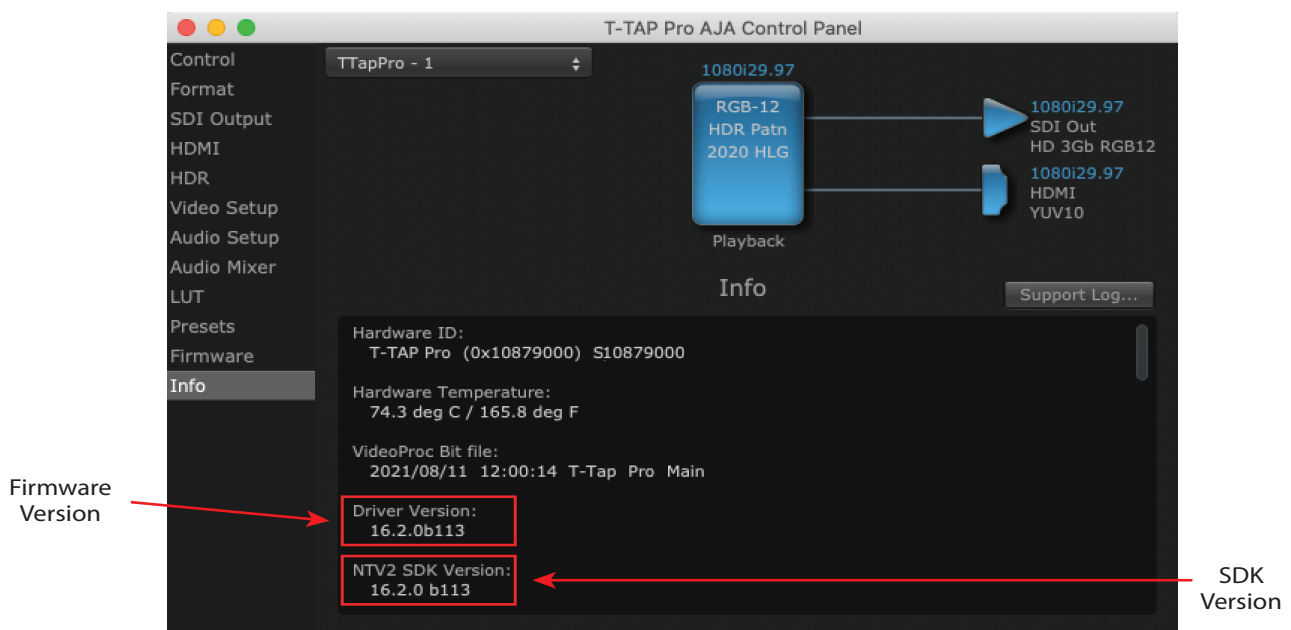 T-TAP Pro AJA Control Panel
Control
Format
SDI Output
HDMI
HDR
Video Setup
Audio Setup
Audio Mixer
LUT
Presets
Firmware
Info
TTapPro - 1
1080i29.97
RGB-12
HDR Patn
2020 HLG
Playback
1080i29.97
SDI Out
HD 3Gb RGB12
1080i29.97
HDMI
YUV10
Info
Support Log...
Hardware ID:
T-TAP Pro (0x10879000) S10879000
Hardware Temperature:
74.3 deg C / 165.8 deg F
VideoProc Bit file:
2021/08/11 12:00:14 T-Tap Pro Main
Driver Version:
16.2.0b113
NTV2 SDK Version:
16.2.0 b113
Firmware
Version
SDK
Version